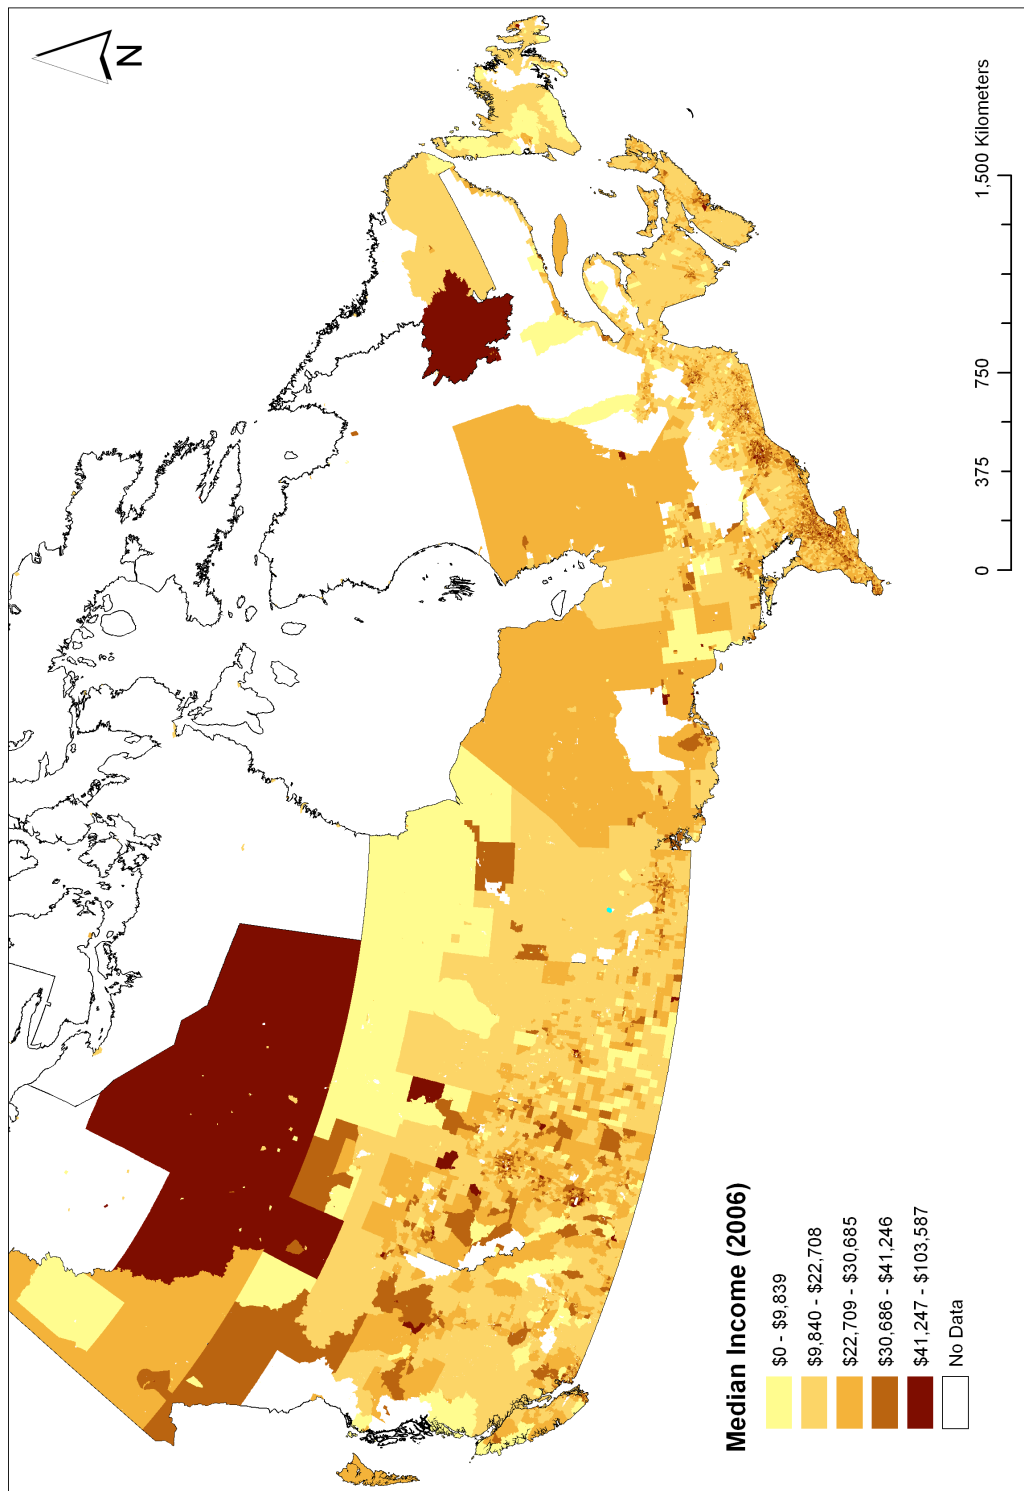 N
Median Income (2006)
$0 - $9,839
$9,840 - $22,708
$22,709 - $30,685
$30,686 - $41,246
$41,247 - $103,587
No Data
0 375 750 1,500 Kilometers